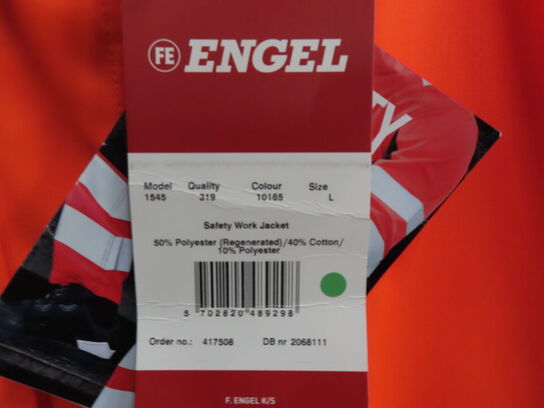 FE ENGEL
TY
Model Quality Colour Size
1545 319 10165 L
Safety Work Jacket
50% Polyester (Regenerated)/40% Cotton/
10% Polyester
5 702820 489298
Order no.: 417508 DB nr 2068111
F. ENGEL K/S